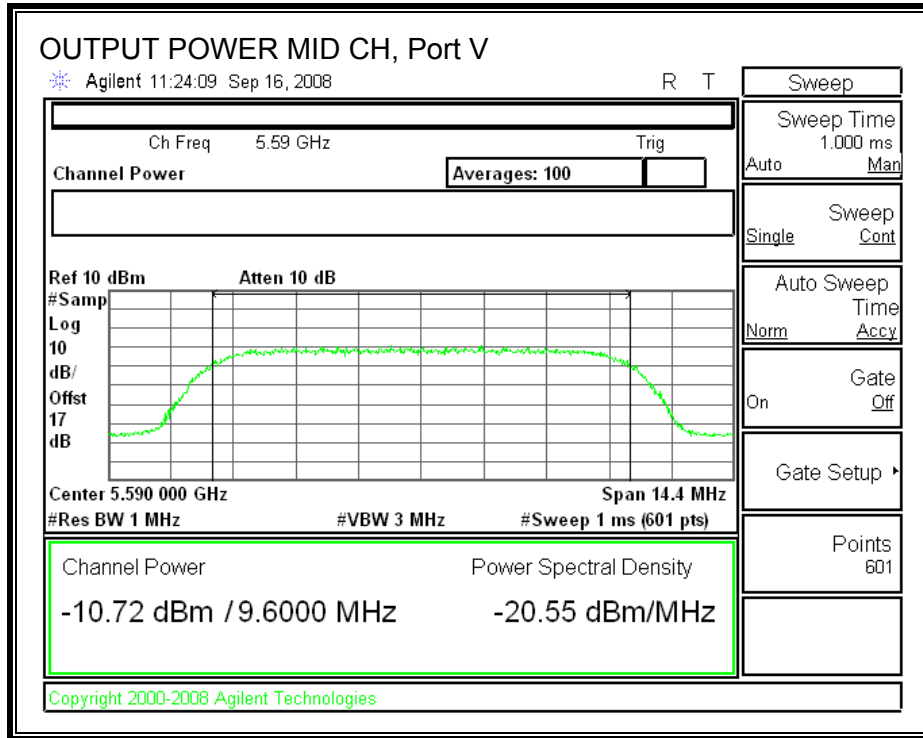 OUTPUT POWER MID CH, Port V
Agilent 11:24:09 Sep 16, 2008 R T
Ch Freq 5.59 GHz Trig
Channel Power Averages: 100
Ref 10 dBm Atten 10 dB
#Samp
Log
10
dB/
Offst
17
dB
Center 5.590 000 GHz Span 14.4 MHz
#Res BW 1 MHz #VBW 3 MHz #Sweep 1 ms (601 pts)
Channel Power Power Spectral Density
-10.72 dBm / 9.6000 MHz -20.55 dBm/MHz
Copyright 2000-2008 Agilent Technologies
Sweep
Sweep Time
1.000 ms
Auto Man
Sweep
Single Cont
Auto Sweep
Time
Norm Accy
Gate
On Off
Gate Setup
Points
601